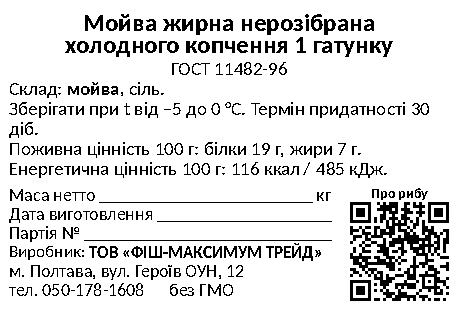 Мойва жирна нерозібрана
холодного копчення 1 гатунку
ГОСТ 11482-96
Склад: мойва, сіль.
Зберігати при t від –5 до 0 °С. Термін придатності 30
діб.
Поживна цінність 100 г: білки 19 г, жири 7 г.
Енергетична цінність 100 г: 116 ккал / 485 кДж.
Маса нетто ____________________ кг
Дата виготовлення ____________________
Партія № ____________________
Виробник: ТОВ «ФІШ-МАКСИМУМ ТРЕЙД»
м. Полтава, вул. Героїв ОУН, 12
тел. 050-178-1608 без ГМО
Про рибу